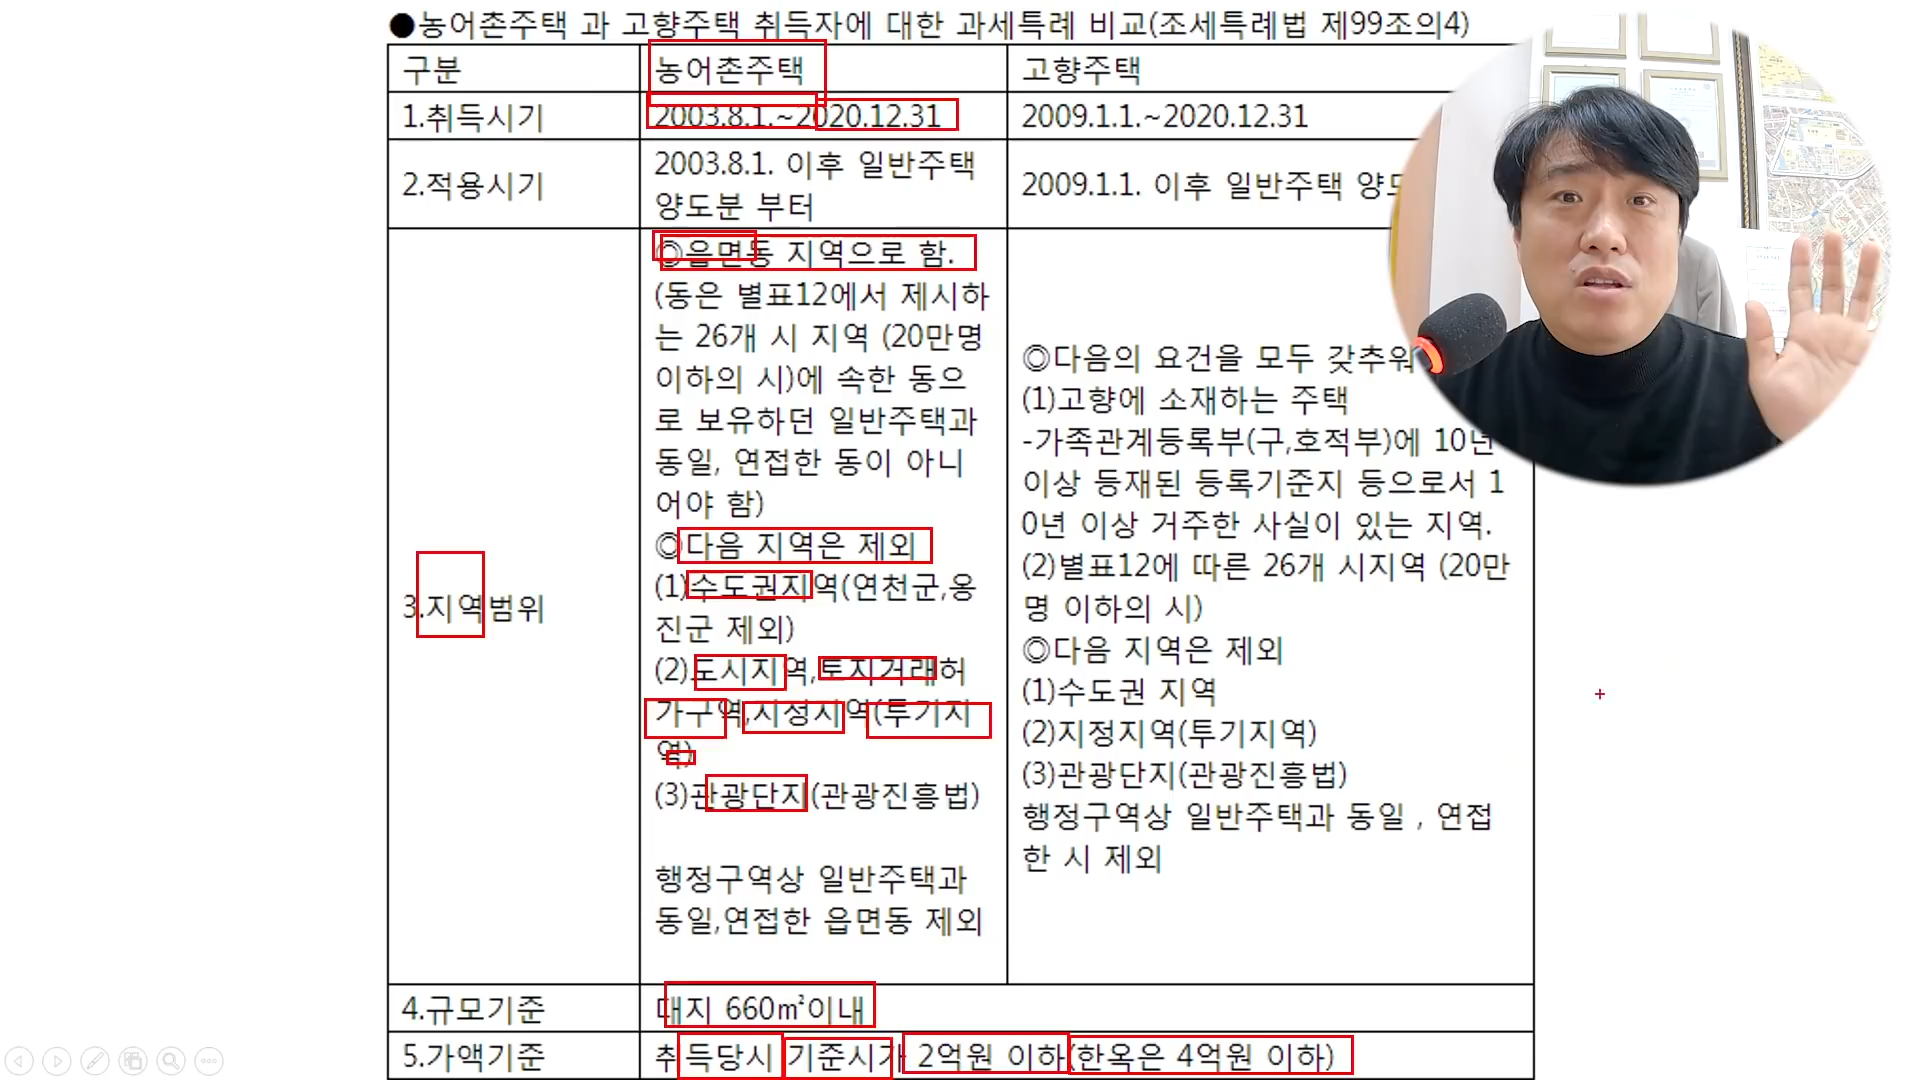 ●농어촌주택 과 고향주택 취득자에 대한 과세특례 비교(조세특례법 제99조의4)
구분
농어촌주택
고향주택
1.취득시기
2003.8.1.~2020.12.31
2009.1.1.~2020.12.31
2.적용시기
2003.8.1. 이후 일반주택
양도분 부터
2009.1.1. 이후 일반주택
3.지역범위
◎읍면동 지역으로 함.
(동은 별표12에서 제시하
는 26개 시 지역 (20만명
이하의 시)에 속한 동으
로 보유하던 일반주택과
동일, 연접한 동이 아니
어야 함)
◎다음 지역은 제외
(1)수도권지역(연천군,옹
진군 제외)
(2)도시지역,토지거래허
가구역,지정지역(투기지
역)
(3)관광단지(관광진흥법)
행정구역상 일반주택과
동일,연접한 읍면동 제외
◎다음의 요건을 모두 갖추워
(1)고향에 소재하는 주택
-가족관계등록부(구,호적부)에 10년
이상 등재된 등록기준지 등으로서 1
0년 이상 거주한 사실이 있는 지역.
(2)별표12에 따른 26개 시지역 (20만
명 이하의 시)
◎다음 지역은 제외
(1)수도권 지역
(2)지정지역(투기지역)
(3)관광단지(관광진흥법)
행정구역상 일반주택과 동일 , 연접
한 시 제외
4.규모기준
대지 660㎡이내
5.가액기준
취득당시 기준시가 2억원 이하(한옥은 4억원 이하)